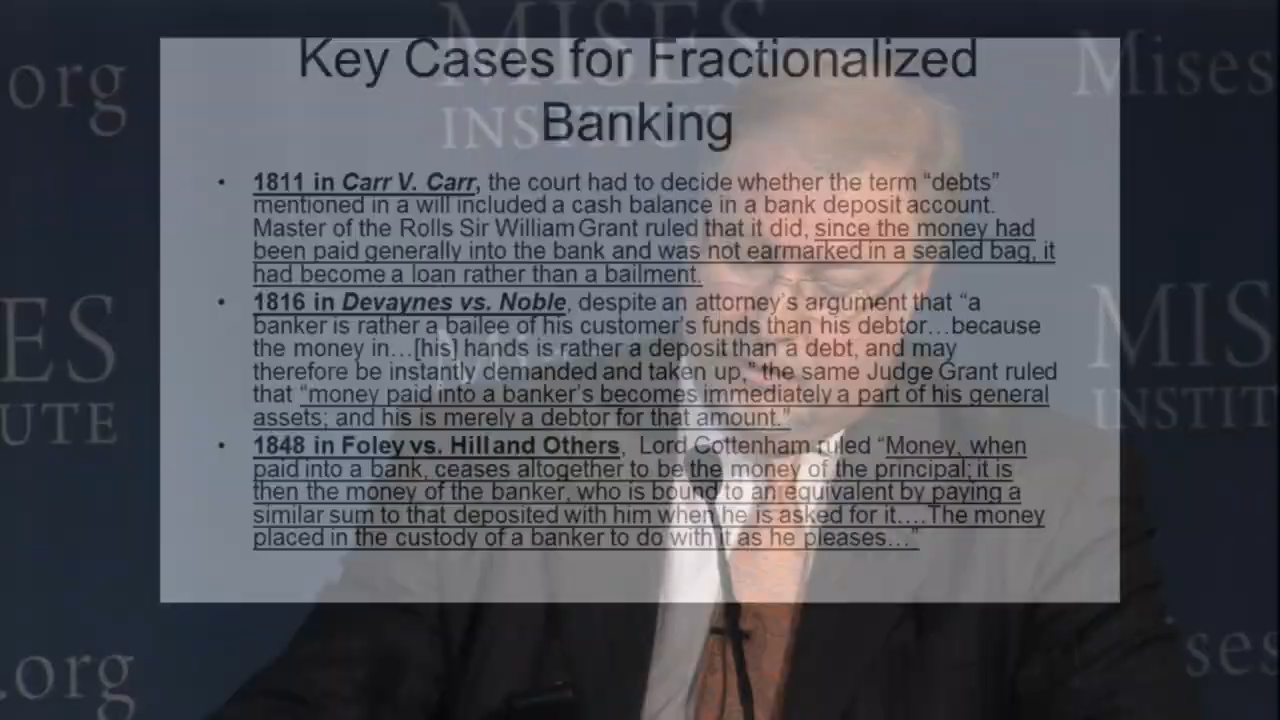 MISES
INSTITUT
.org
Mises
ES
UTE
MIS
INSTIT
.org
ses
Key Cases for Fractionalized
Banking
• 1811 in Carr V. Carr, the court had to decide whether the term “debts”
mentioned in a will included a cash balance in a bank deposit account.
Master of the Rolls Sir William Grant ruled that it did, since the money had
been paid generally into the bank and was not earmarked in a sealed bag, it
had become a loan rather than a bailment.
• 1816 in Devaynes vs. Noble, despite an attorney’s argument that “a
banker is rather a bailee of his customer’s funds than his debtor…because
the money in…[his] hands is rather a deposit than a debt, and may
therefore be instantly demanded and taken up,” the same Judge Grant ruled
that “money paid into a banker’s becomes immediately a part of his general
assets; and his is merely a debtor for that amount.”
• 1848 in Foley vs. Hill and Others, Lord Cottenham ruled “Money, when
paid into a bank, ceases altogether to be the money of the principal; it is
then the money of the banker, who is bound to an equivalent by paying a
similar sum to that deposited with him when he is asked for it….The money
placed in the custody of a banker to do with it as he pleases…”